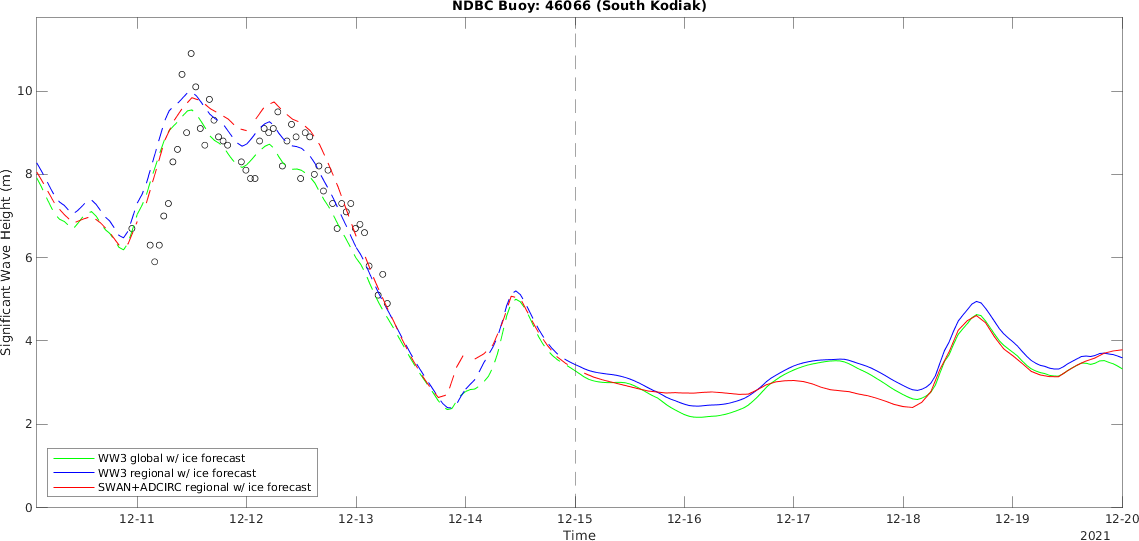 NDBC Buoy: 46066 (South Kodiak)
Significant Wave Height (m)
10
8
6
4
2
0
WW3 global w/ ice forecast
WW3 regional w/ ice forecast
SWAN+ADCIRC regional w/ ice forecast
12-11 12-12 12-13 12-14 12-15 12-16 12-17 12-18 12-19 12-20
Time
2021